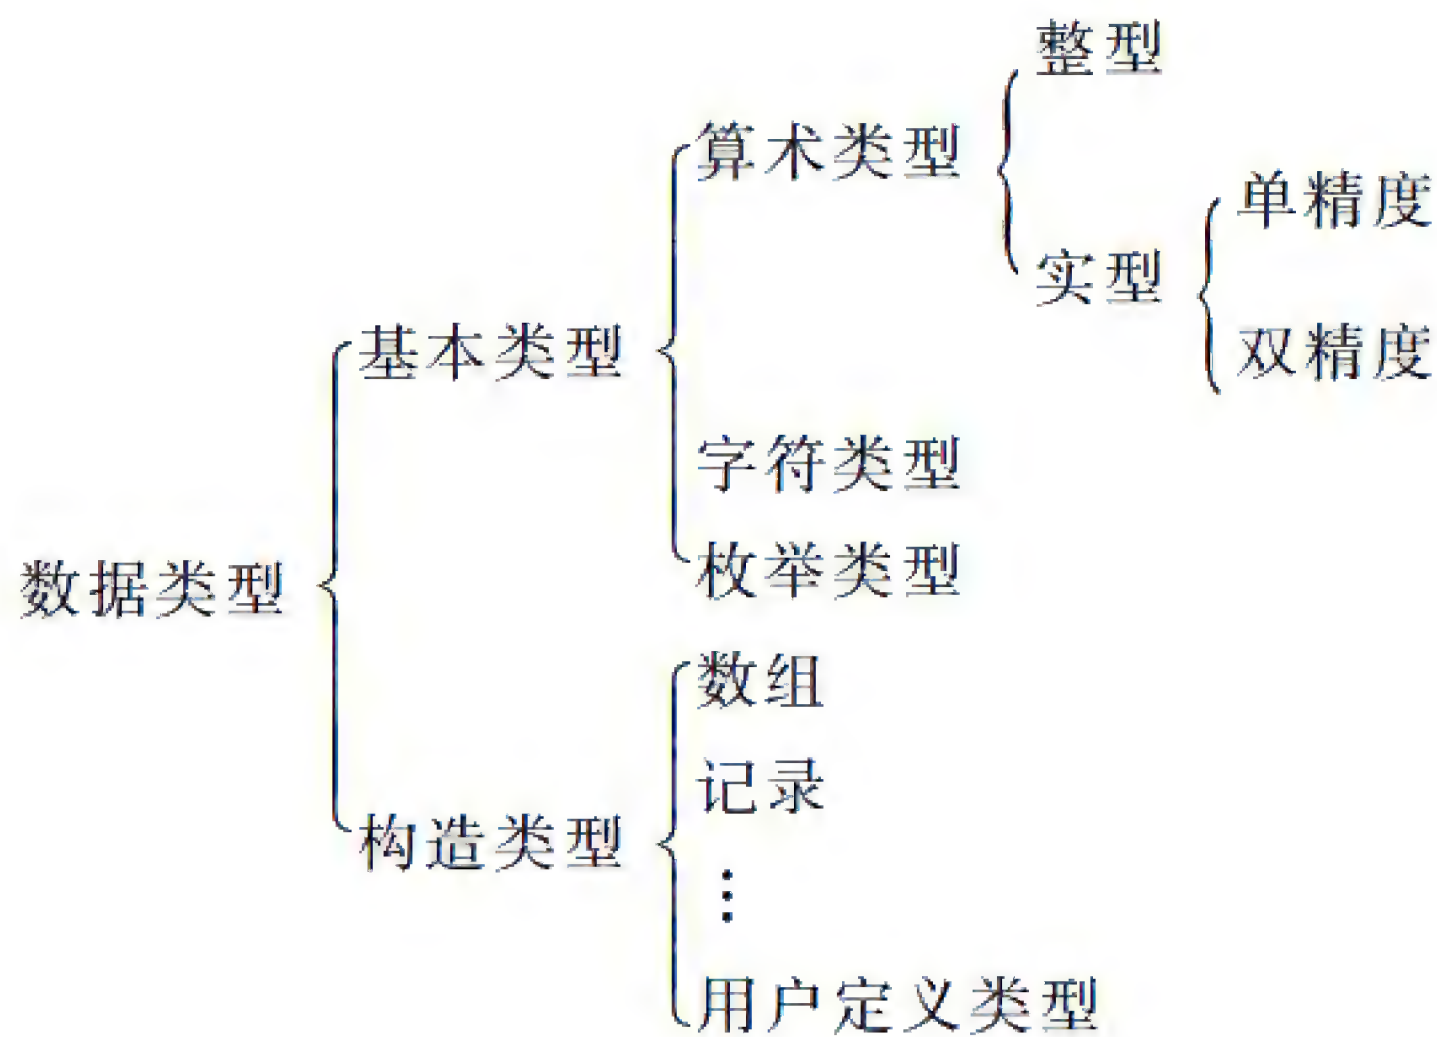 整型
算术类型
单精度
实型
双精度
基本类型
字符类型
枚举类型
数据类型
数组
记录
构造类型
⋮
用户定义类型